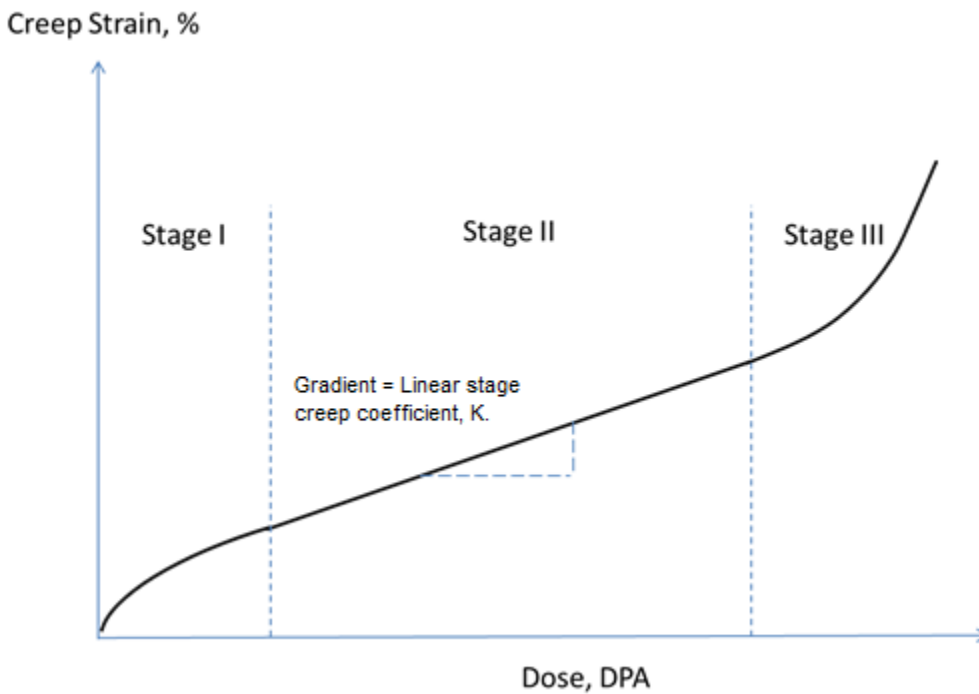 Creep Strain, %
Stage I
Stage II
Stage III
Gradient = Linear stage
creep coefficient, K.
Dose, DPA